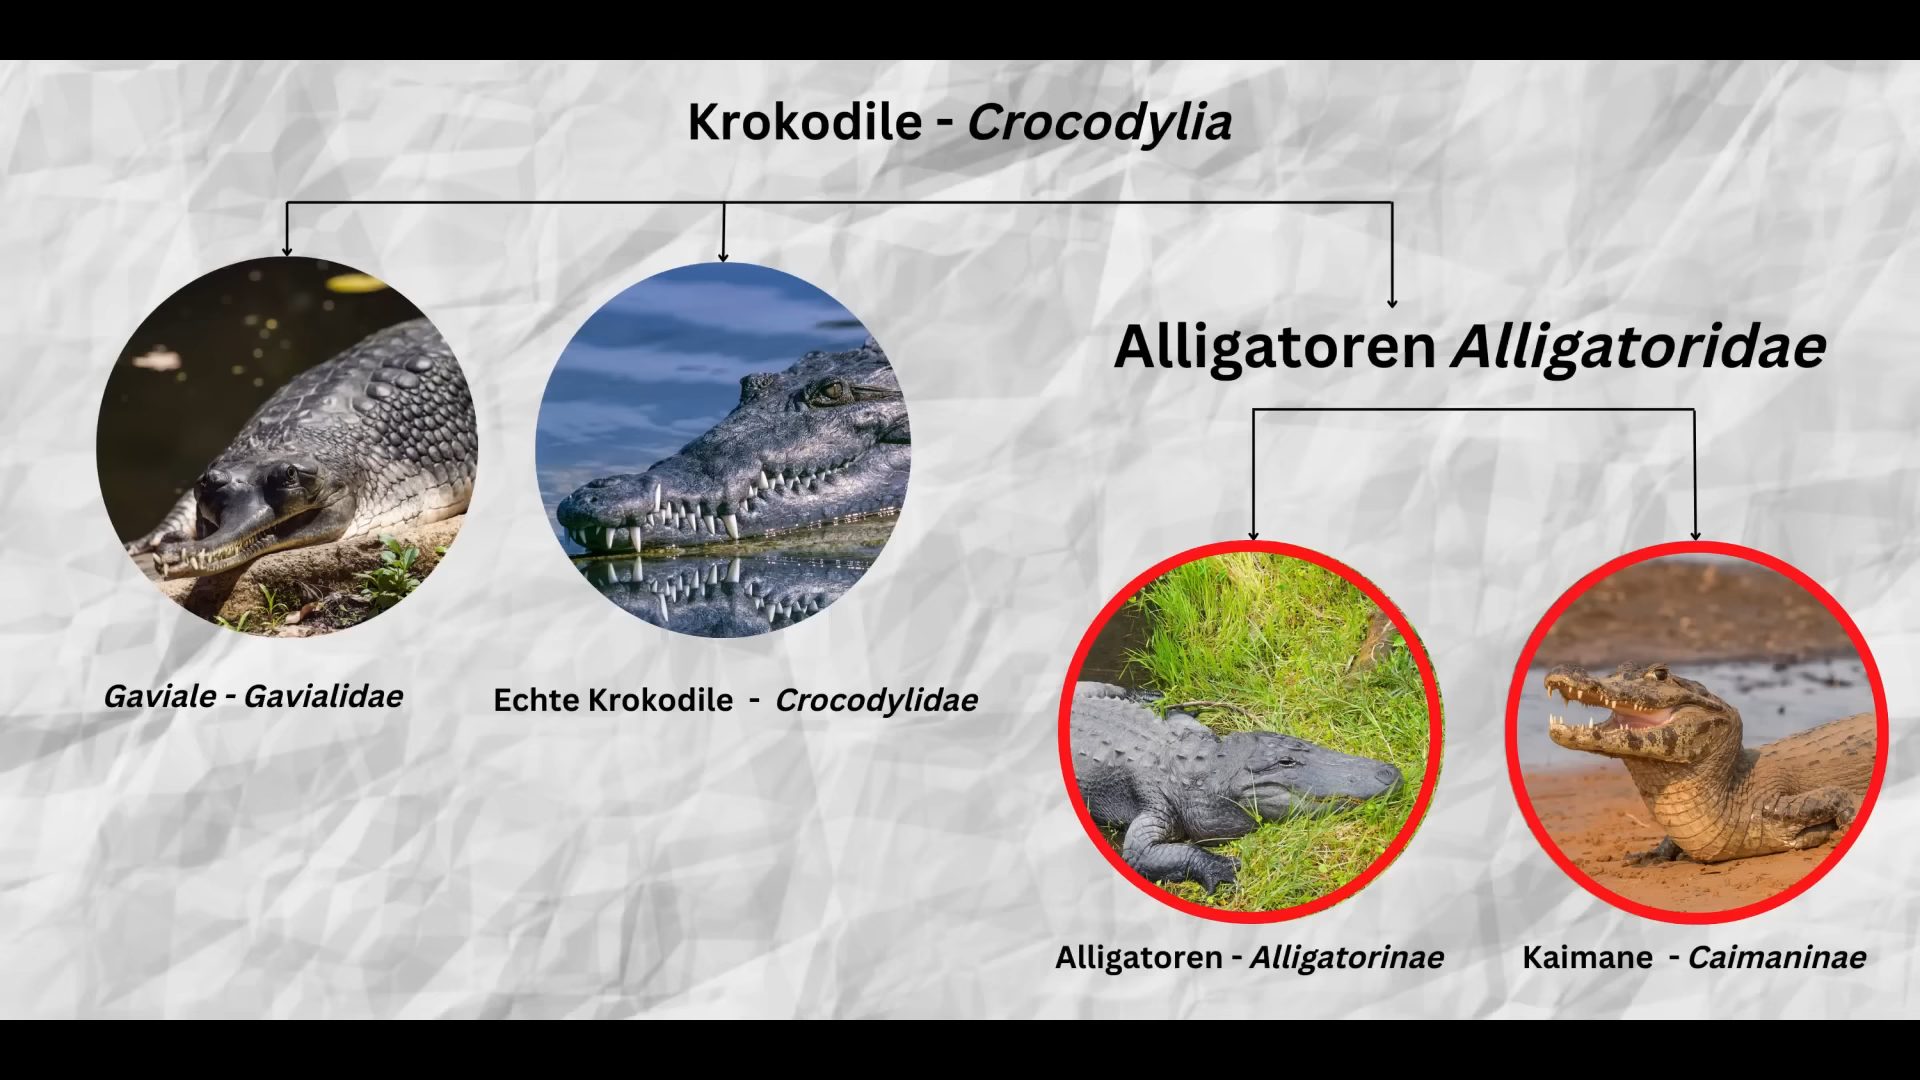 Krokodile - Crocodylia
Alligatoren Alligatoridae
Gaviale - Gavialidae
Echte Krokodile - Crocodylidae
Alligatoren - Alligatorinae
Kaimane - Caimaninae